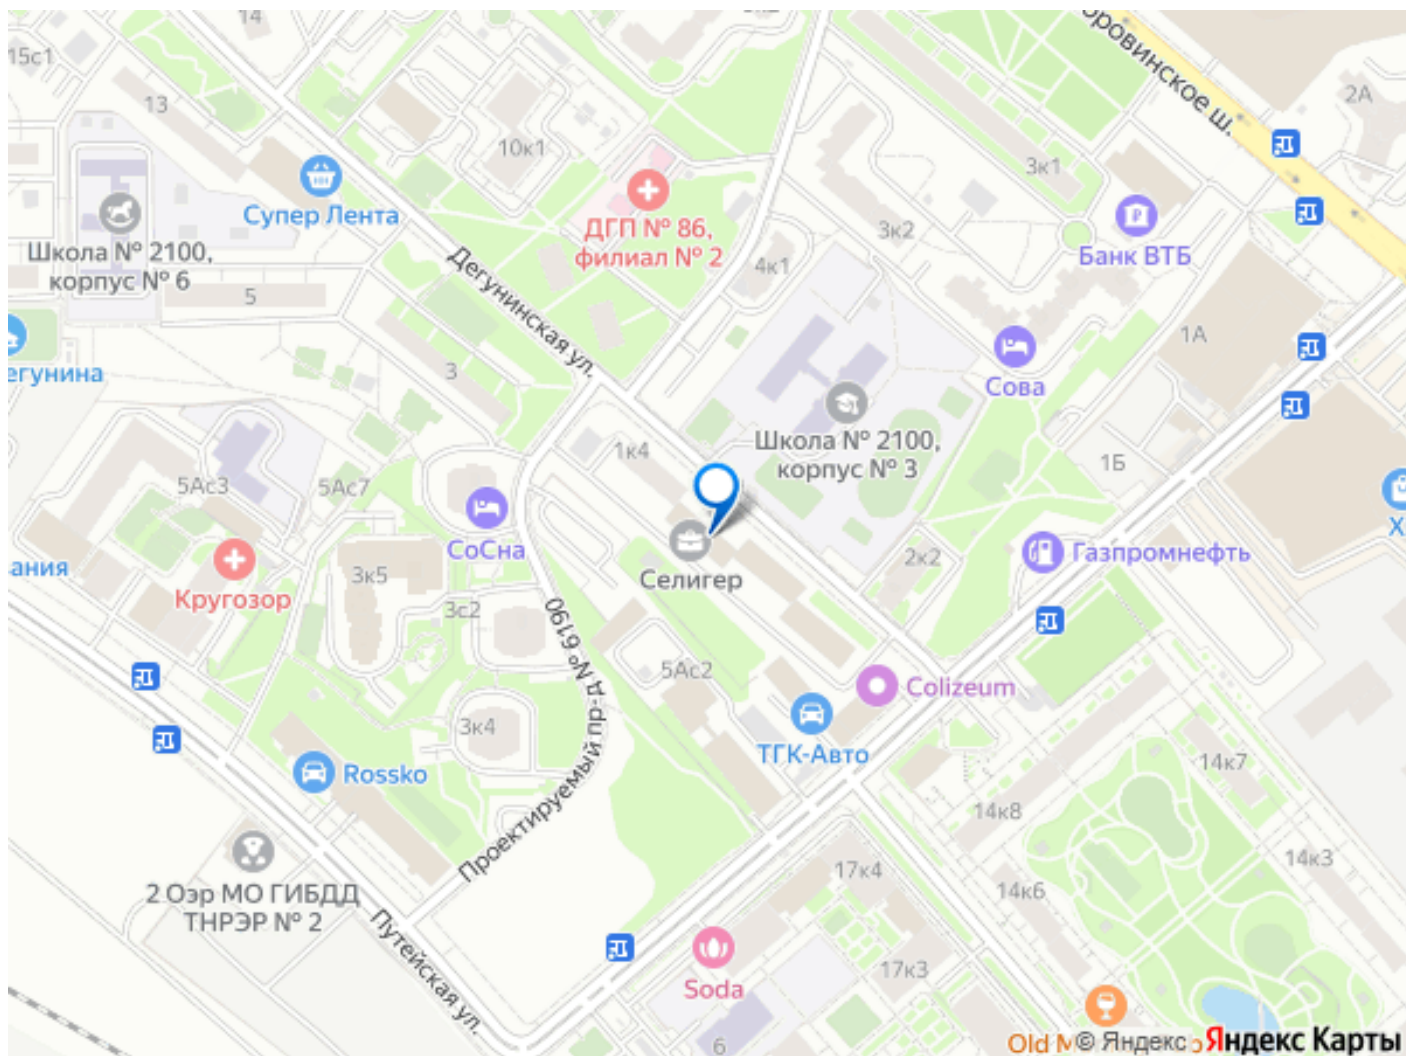 14
15с1
13
10к1
Супер Лента
Школа № 2100,
корпус № 6
5
ДГП № 86,
филиал № 2
4к1
3к2
3к1
2А
Банк ВТБ
1А
Сова
Дегунинская ул.
3
1к4
Школа № 2100,
корпус № 3
1Б
5Ас3
5Ас7
СоСна
Кругозор
3к5
3с2
Селигер
2к2
Газпромнефть
5Ас2
Colizeum
Проектируемый пр-д № 6190
3к4
ТГК-Авто
Rossko
14к7
14к8
14к3
17к4
14к6
2 Оэр МО ГИБДД
ТНРЭР № 2
Путейская ул.
17к3
Soda
6
Old
© Яндекс
Яндекс Карты